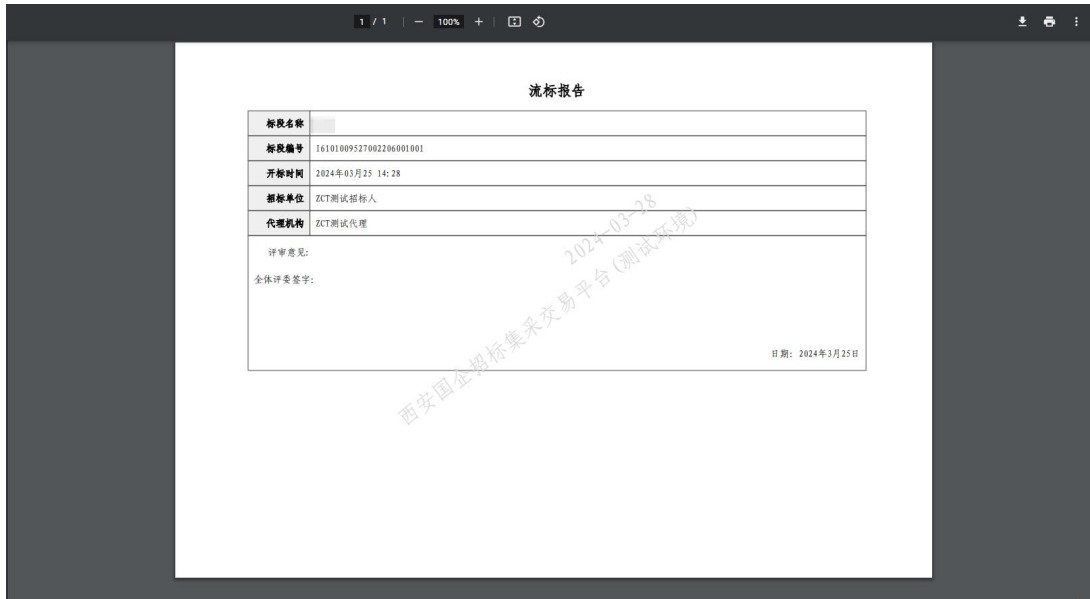 1 / 1 | − 100% + |
流标报告
标段名称
标段编号 I6101009527002206001001
开标时间 2024年03月25 14:28
招标单位 ZCT测试招标人
代理机构 ZCT测试代理
评审意见:
全体评委签字:
日期: 2024年3月25日
2024-03-28
西安国企招标集采交易平台(测试环境)